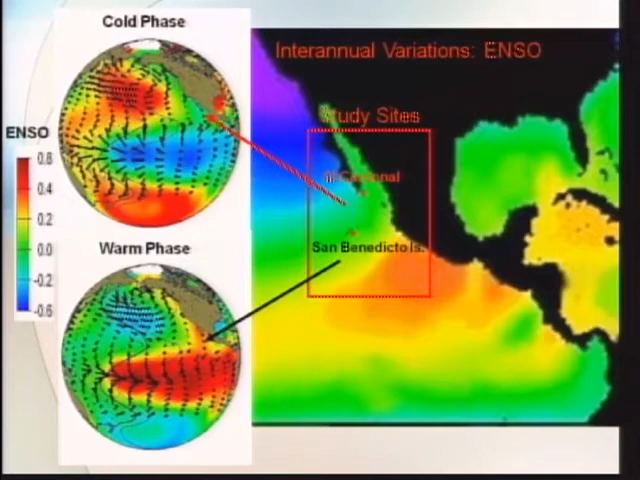 Cold Phase
Interannual Variations: ENSO
Study Sites
ENSO
0.8
0.4
0.2
0.0
-0.2
-0.6
San Benedicto Is.
Warm Phase